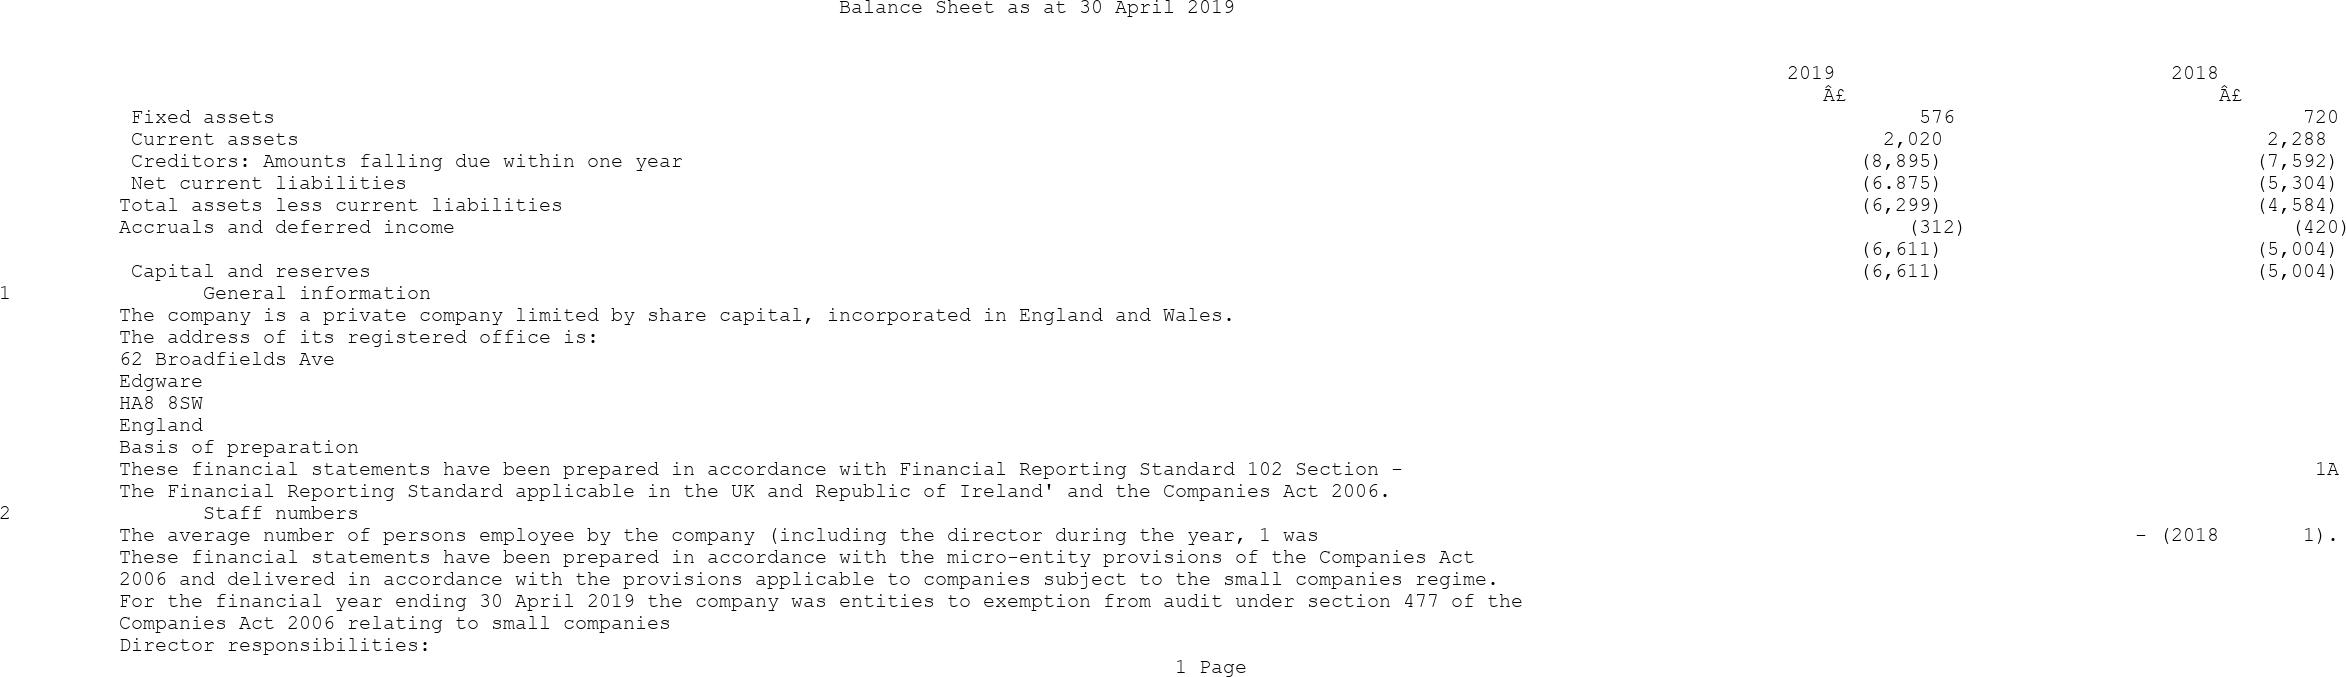 Balance Sheet as at 30 April 2019
2019 2018
Â£ Â£
Fixed assets 576 720
Current assets 2,020 2,288
Creditors: Amounts falling due within one year (8,895) (7,592)
Net current liabilities (6.875) (5,304)
Total assets less current liabilities (6,299) (4,584)
Accruals and deferred income (312) (420)
(6,611) (5,004)
Capital and reserves (6,611) (5,004)
1 General information
The company is a private company limited by share capital, incorporated in England and Wales.
The address of its registered office is:
62 Broadfields Ave
Edgware
HA8 8SW
England
Basis of preparation
These financial statements have been prepared in accordance with Financial Reporting Standard 102 Section - 1A
The Financial Reporting Standard applicable in the UK and Republic of Ireland' and the Companies Act 2006.
2 Staff numbers
The average number of persons employee by the company (including the director during the year, 1 was - (2018 1).
These financial statements have been prepared in accordance with the micro-entity provisions of the Companies Act
2006 and delivered in accordance with the provisions applicable to companies subject to the small companies regime.
For the financial year ending 30 April 2019 the company was entities to exemption from audit under section 477 of the
Companies Act 2006 relating to small companies
Director responsibilities:
1 Page